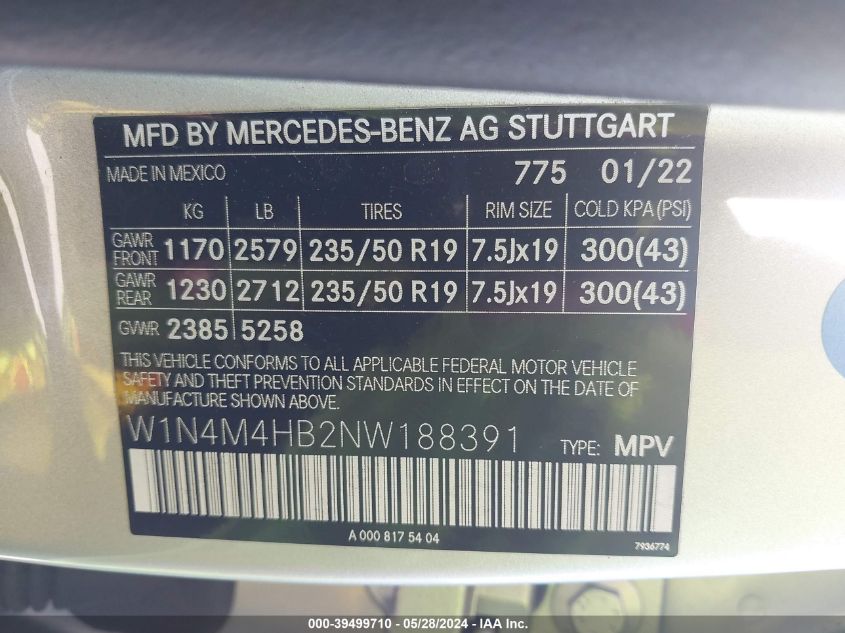 MFD BY MERCEDES-BENZ AG STUTTGART
MADE IN MEXICO 775 01/22
KG LB TIRES RIM SIZE COLD KPA(PSI)
GAWR FRONT 1170 2579 235/50 R19 7.5Jx19 300(43)
GAWR REAR 1230 2712 235/50 R19 7.5Jx19 300(43)
GVWR 2385 5258
THIS VEHICLE CONFORMS TO ALL APPLICABLE FEDERAL MOTOR VEHICLE
SAFETY AND THEFT PREVENTION STANDARDS IN EFFECT ON THE DATE OF
MANUFACTURE SHOWN ABOVE.
W1N4M4HB2NW188391 TYPE: MPV
A 000 817 54 04
7936774
000-39499710 - 05/28/2024 - IAA Inc.